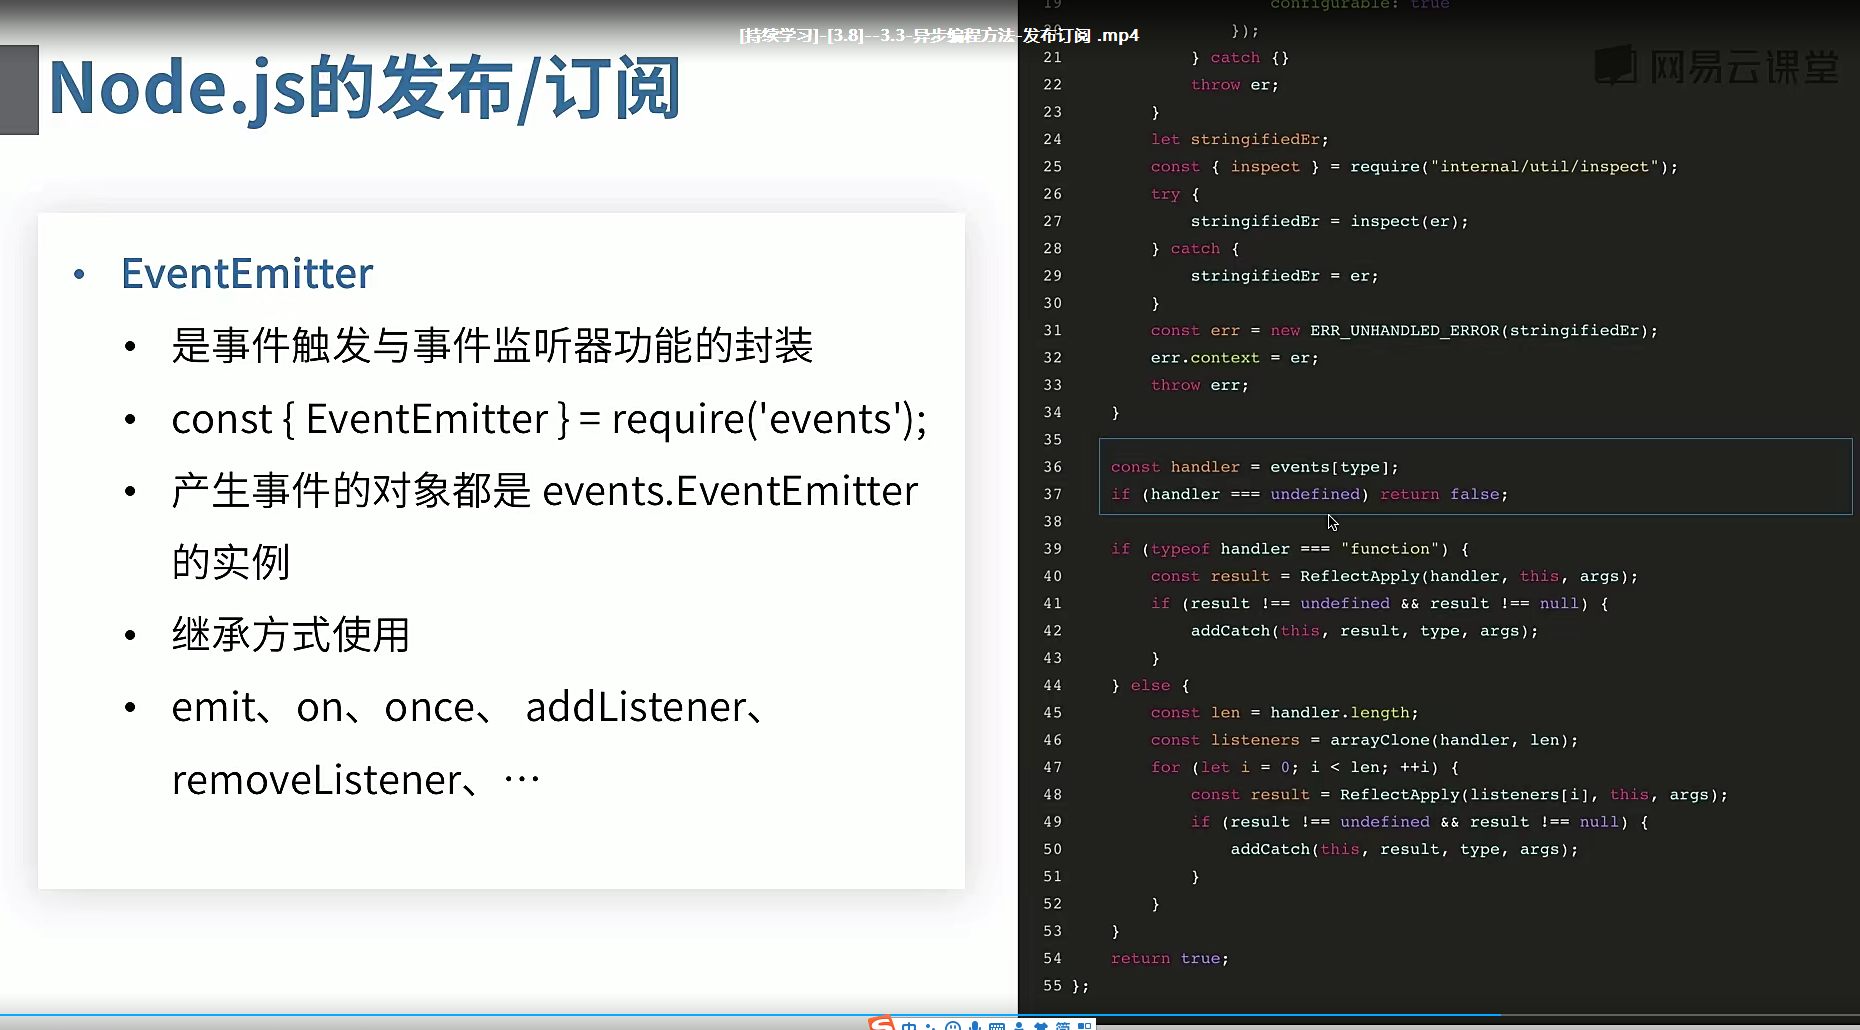 [持续学习]-[3.8]--3.3-异步编程方法-发布订阅 .mp4
网易云课堂
Node.js的发布/订阅
• EventEmitter
• 是事件触发与事件监听器功能的封装
• const { EventEmitter } = require('events');
• 产生事件的对象都是 events.EventEmitter
的实例
• 继承方式使用
• emit、on、once、 addListener、
removeListener、…
19 configurable: true
20 });
21 } catch {}
22 throw er;
23 }
24 let stringifiedEr;
25 const { inspect } = require("internal/util/inspect");
26 try {
27 stringifiedEr = inspect(er);
28 } catch {
29 stringifiedEr = er;
30 }
31 const err = new ERR_UNHANDLED_ERROR(stringifiedEr);
32 err.context = er;
33 throw err;
34 }
35
36 const handler = events[type];
37 if (handler === undefined) return false;
38
39 if (typeof handler === "function") {
40 const result = ReflectApply(handler, this, args);
41 if (result !== undefined && result !== null) {
42 addCatch(this, result, type, args);
43 }
44 } else {
45 const len = handler.length;
46 const listeners = arrayClone(handler, len);
47 for (let i = 0; i < len; ++i) {
48 const result = ReflectApply(listeners[i], this, args);
49 if (result !== undefined && result !== null) {
50 addCatch(this, result, type, args);
51 }
52 }
53 }
54 return true;
55 };
中
简